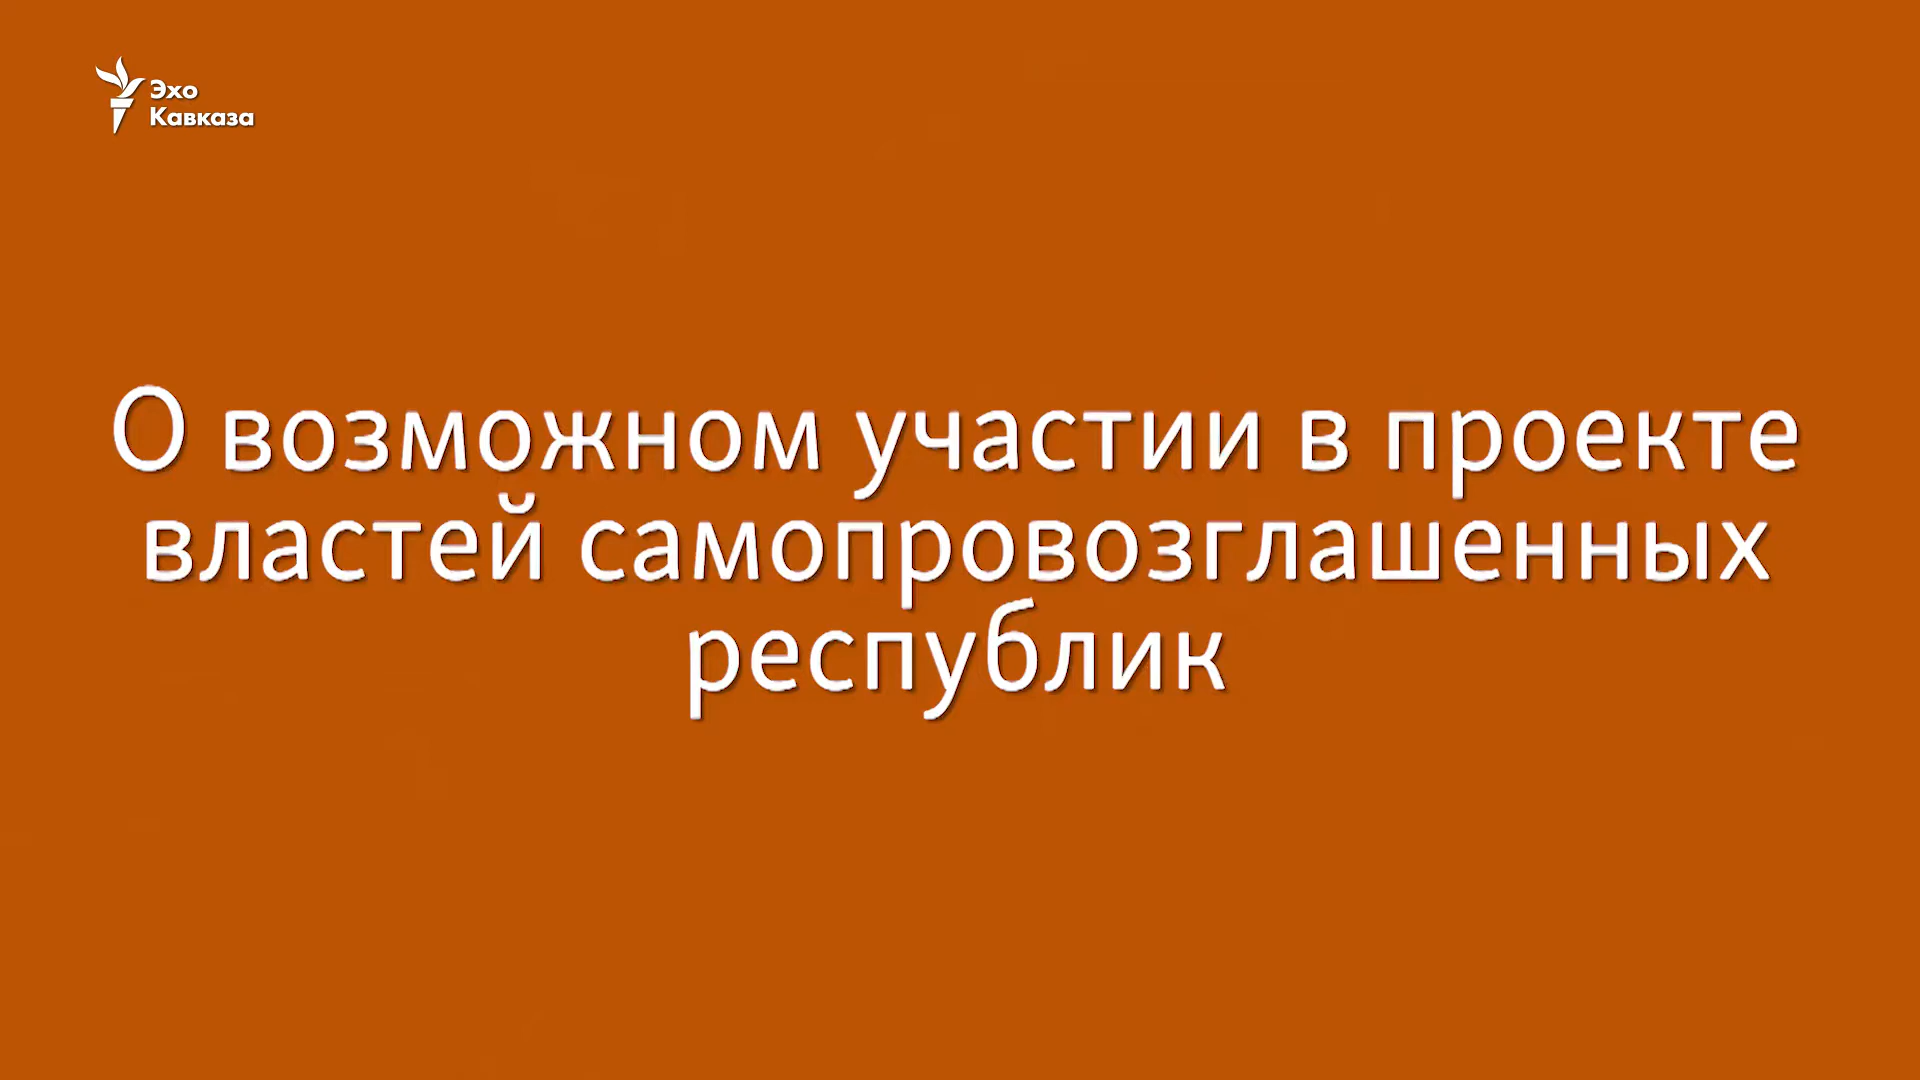 Эхо
Кавказа
О возможном участии в проекте
властей самопровозглашенных
республик